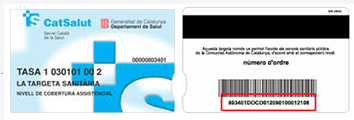 CatSalut
Servei Català
de la Salut
Generalitat de Catalunya
Departament de Salut
00000803401
TASA 1 030101 00 2
LA TARGETA SANITÀRIA
NIVELL DE COBERTURA ASSISTENCIAL
Aquesta targeta només us permet l'accés als serveis sanitaris públics
de la Comunitat Autònoma de Catalunya, d'acord amb el corresponent nivell.
número d'ordre
803401DOCO012090100012108